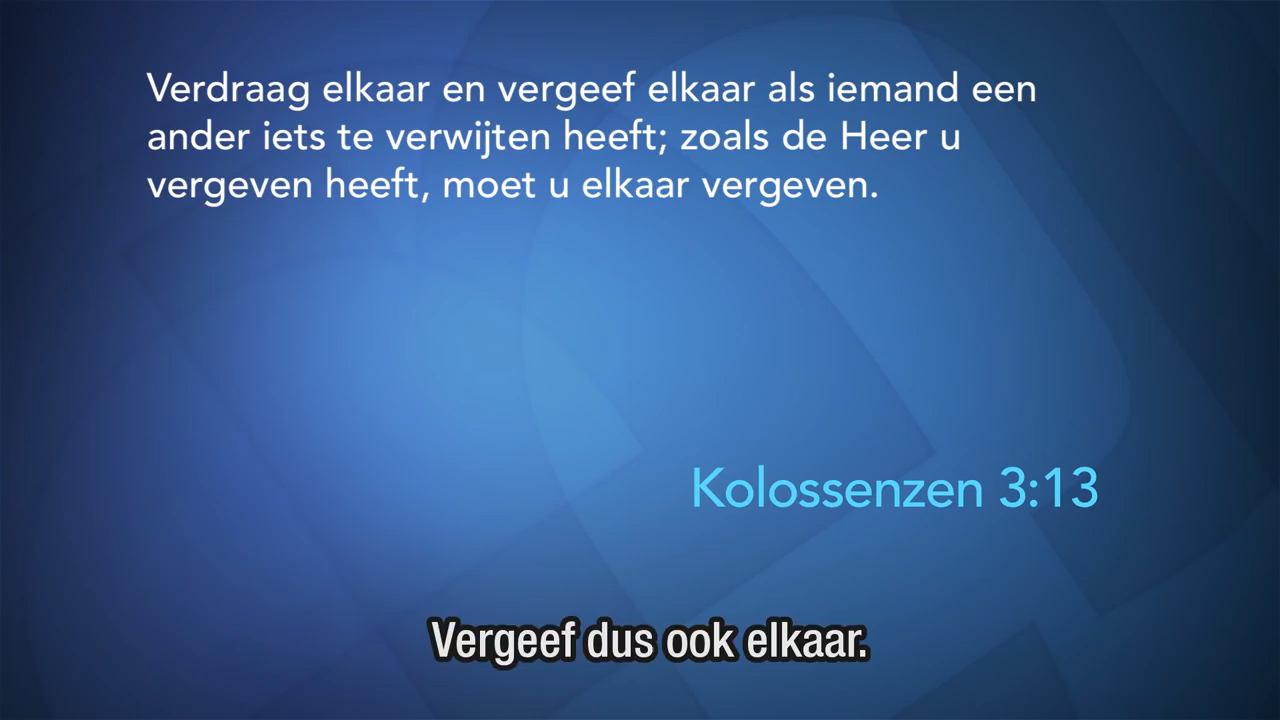 Verdraag elkaar en vergeef elkaar als iemand een
ander iets te verwijten heeft; zoals de Heer u
vergeven heeft, moet u elkaar vergeven.
Kolossenzen 3:13
Vergeef dus ook elkaar.